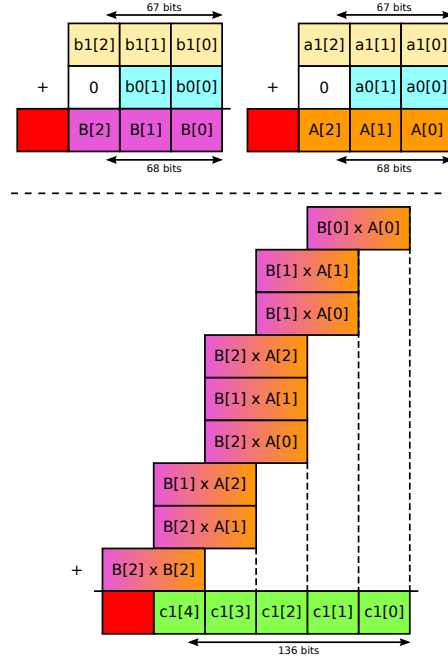 67 bits 67 bits
b1[2] b1[1] b1[0] a1[2] a1[1] a1[0]
+ 0 b0[1] b0[0] + 0 a0[1] a0[0]
B[2] B[1] B[0] A[2] A[1] A[0]
68 bits 68 bits
B[0] x A[0]
B[1] x A[1]
B[1] x A[0]
B[2] x A[2]
B[1] x A[1]
B[2] x A[0]
B[1] x A[2]
B[2] x A[1]
+ B[2] x B[2]
c1[4] c1[3] c1[2] c1[1] c1[0]
136 bits